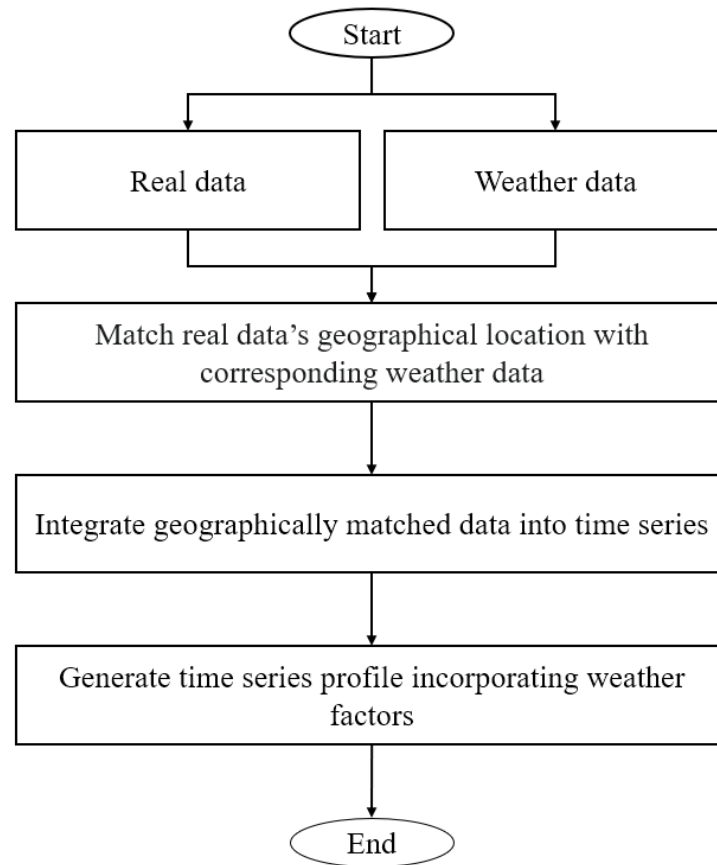 Start
Real data
Weather data
Match real data’s geographical location with
corresponding weather data
Integrate geographically matched data into time series
Generate time series profile incorporating weather
factors
End